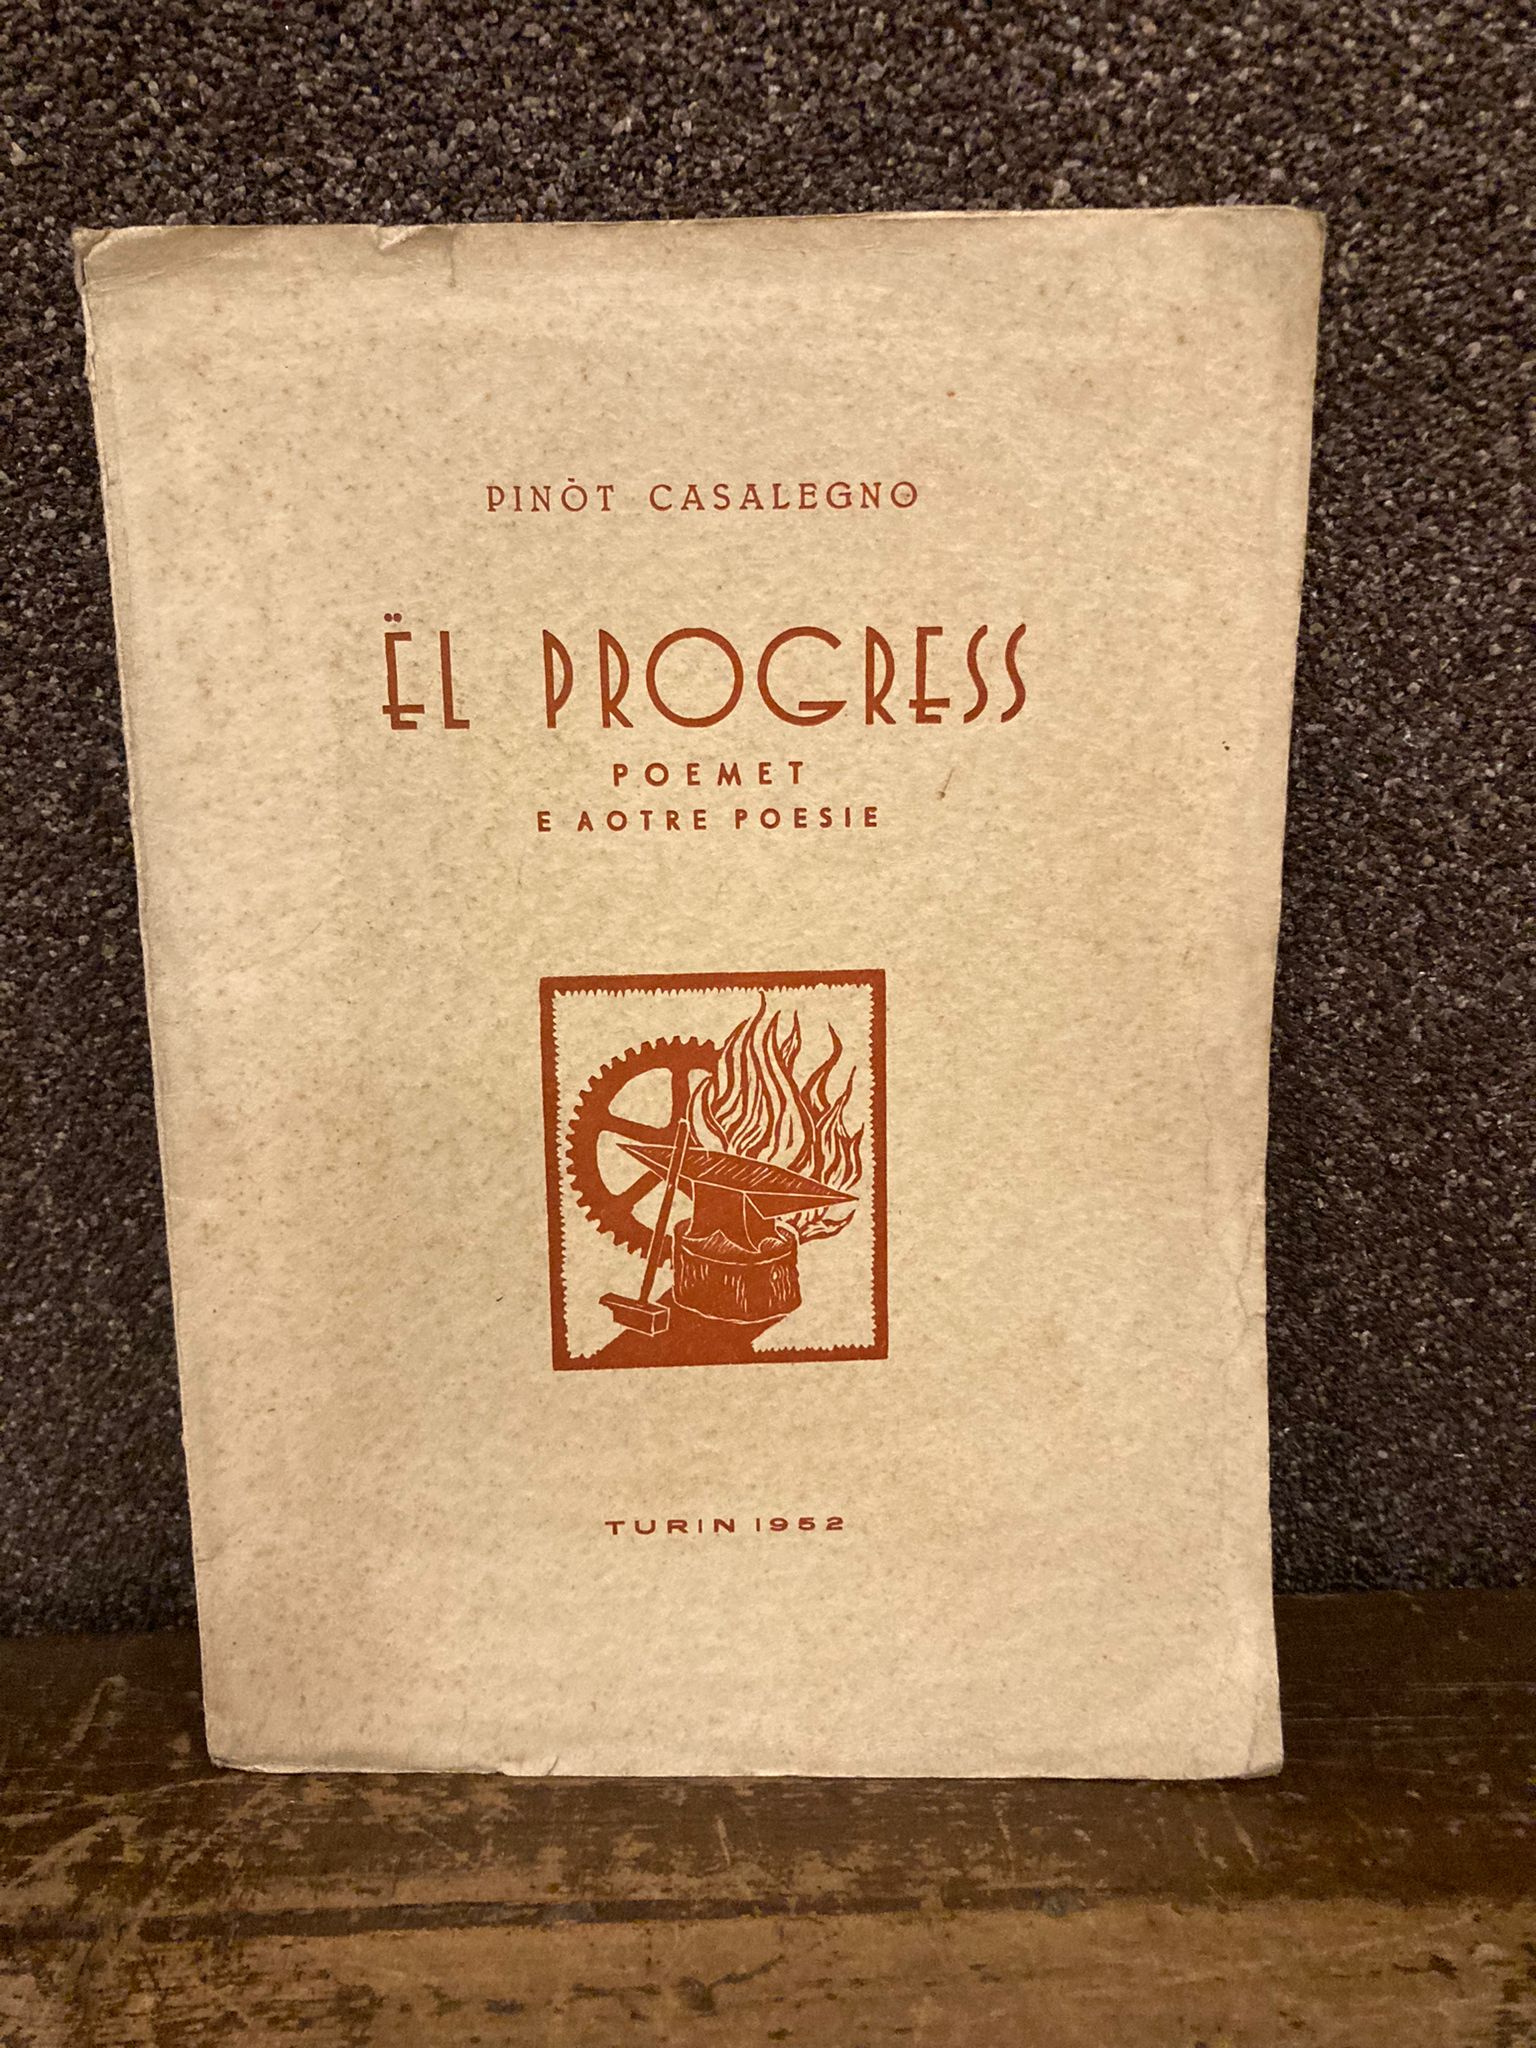 PINÒT CASALEGNO
ËL PROGRESS
POEMET
E AOTRE POESIE
TURIN 1952